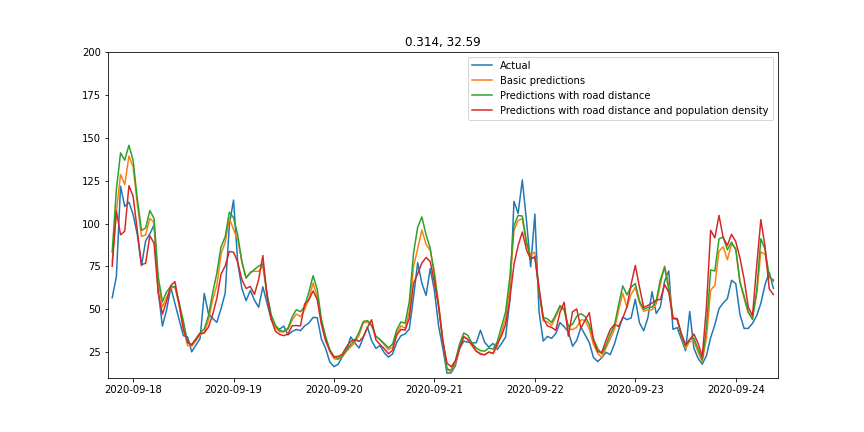 0.314, 32.59
Actual
Basic predictions
Predictions with road distance
Predictions with road distance and population density
200
175
150
125
100
75
50
25
2020-09-18 2020-09-19 2020-09-20 2020-09-21 2020-09-22 2020-09-23 2020-09-24